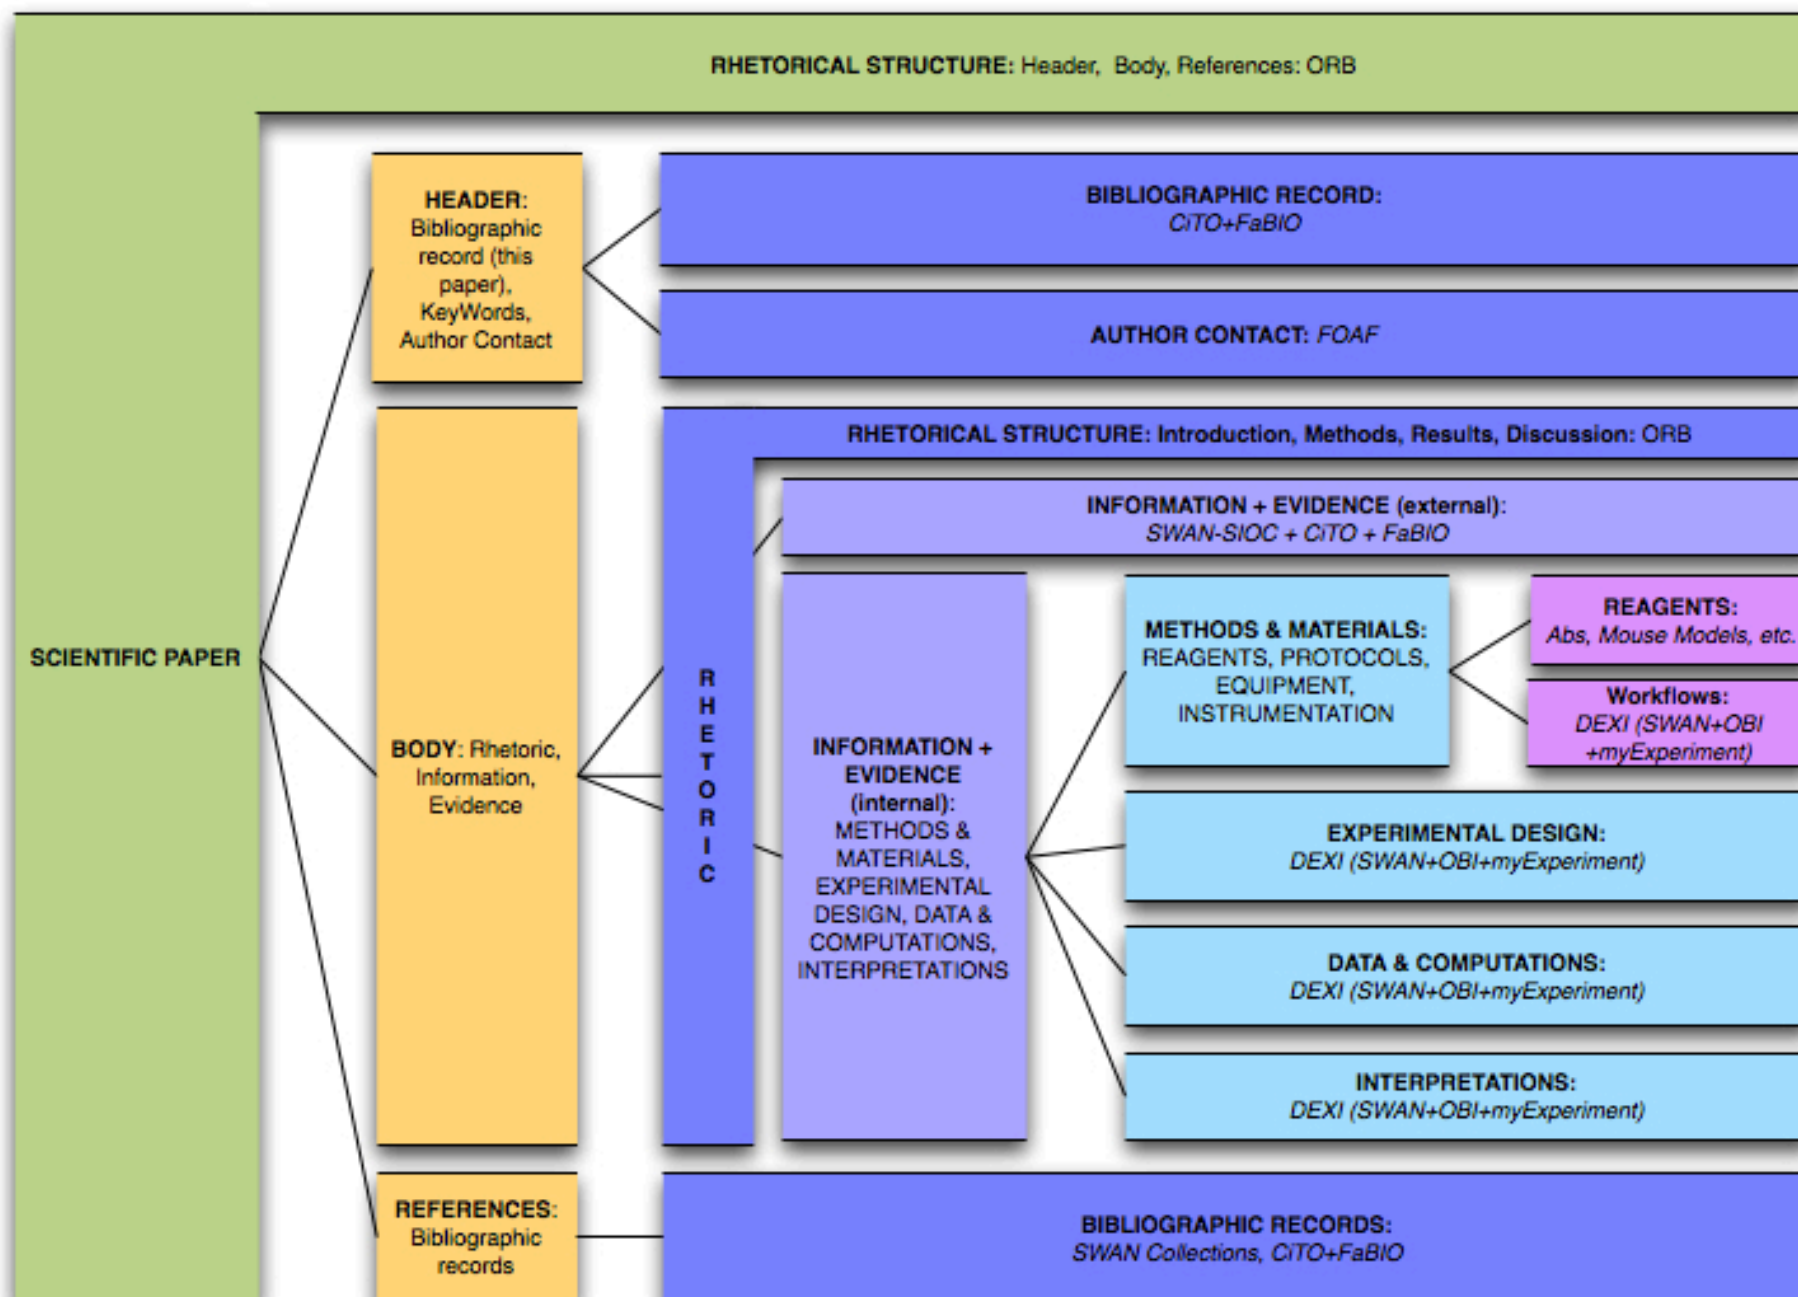 RHETORICAL STRUCTURE: Header, Body, References: ORB
SCIENTIFIC PAPER
HEADER:
Bibliographic
record (this
paper),
KeyWords,
Author Contact
BIBLIOGRAPHIC RECORD:
CiTO+FaBIO
AUTHOR CONTACT: FOAF
BODY: Rhetoric,
Information,
Evidence
RHETORIC
RHETORICAL STRUCTURE: Introduction, Methods, Results, Discussion: ORB
INFORMATION + EVIDENCE (external):
SWAN-SIOC + CiTO + FaBIO
INFORMATION +
EVIDENCE
(internal):
METHODS &
MATERIALS,
EXPERIMENTAL
DESIGN, DATA &
COMPUTATIONS,
INTERPRETATIONS
METHODS & MATERIALS:
REAGENTS, PROTOCOLS,
EQUIPMENT,
INSTRUMENTATION
REAGENTS:
Abs, Mouse Models, etc.
Workflows:
DEXI (SWAN+OBI
+myExperiment)
EXPERIMENTAL DESIGN:
DEXI (SWAN+OBI+myExperiment)
DATA & COMPUTATIONS:
DEXI (SWAN+OBI+myExperiment)
INTERPRETATIONS:
DEXI (SWAN+OBI+myExperiment)
REFERENCES:
Bibliographic
records
BIBLIOGRAPHIC RECORDS:
SWAN Collections, CiTO+FaBIO